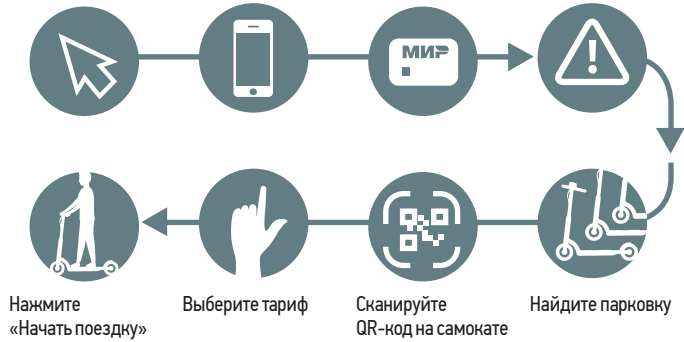 МИР
Нажмите
«Начать поездку»
Выберите тариф
Сканируйте
QR-код на самокате
Найдите парковку